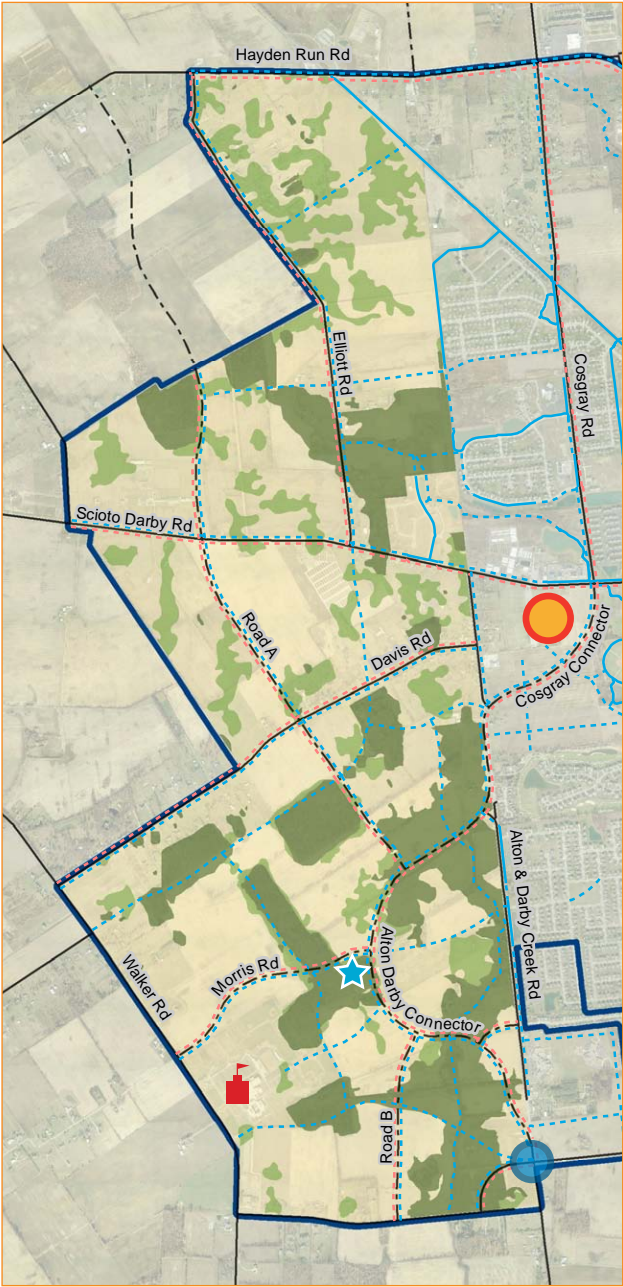 Hayden Run Rd
Elliott Rd
Cosgray Rd
Scioto Darby Rd
Road A
Davis Rd
Cosgray Connector
Alton & Darby Creek Rd
Walker Rd
Morris Rd
Alton Darby Connector
Road B